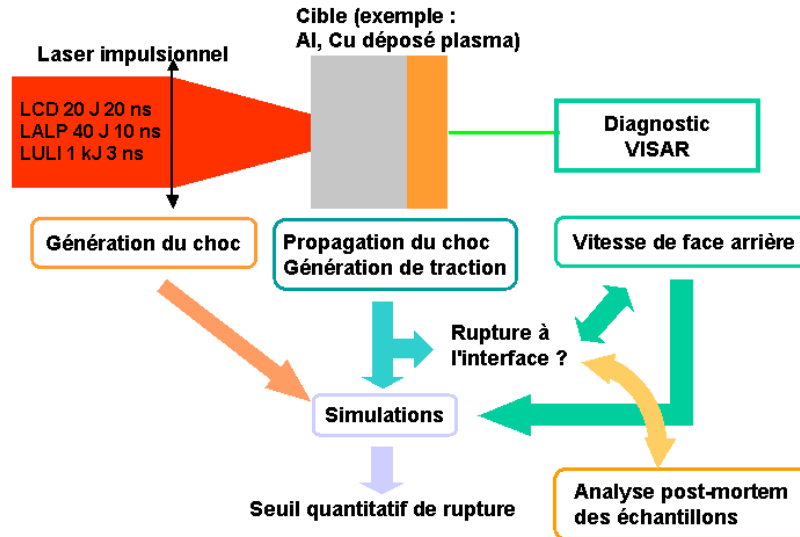 Cible (exemple :
Al, Cu déposé plasma)
Laser impulsionnel
LCD 20 J 20 ns
LALP 40 J 10 ns
LULI 1 kJ 3 ns
Diagnostic
VISAR
Génération du choc
Propagation du choc
Génération de traction
Vitesse de face arrière
Rupture à
l'interface ?
Simulations
Seuil quantitatif de rupture
Analyse post-mortem
des échantillons